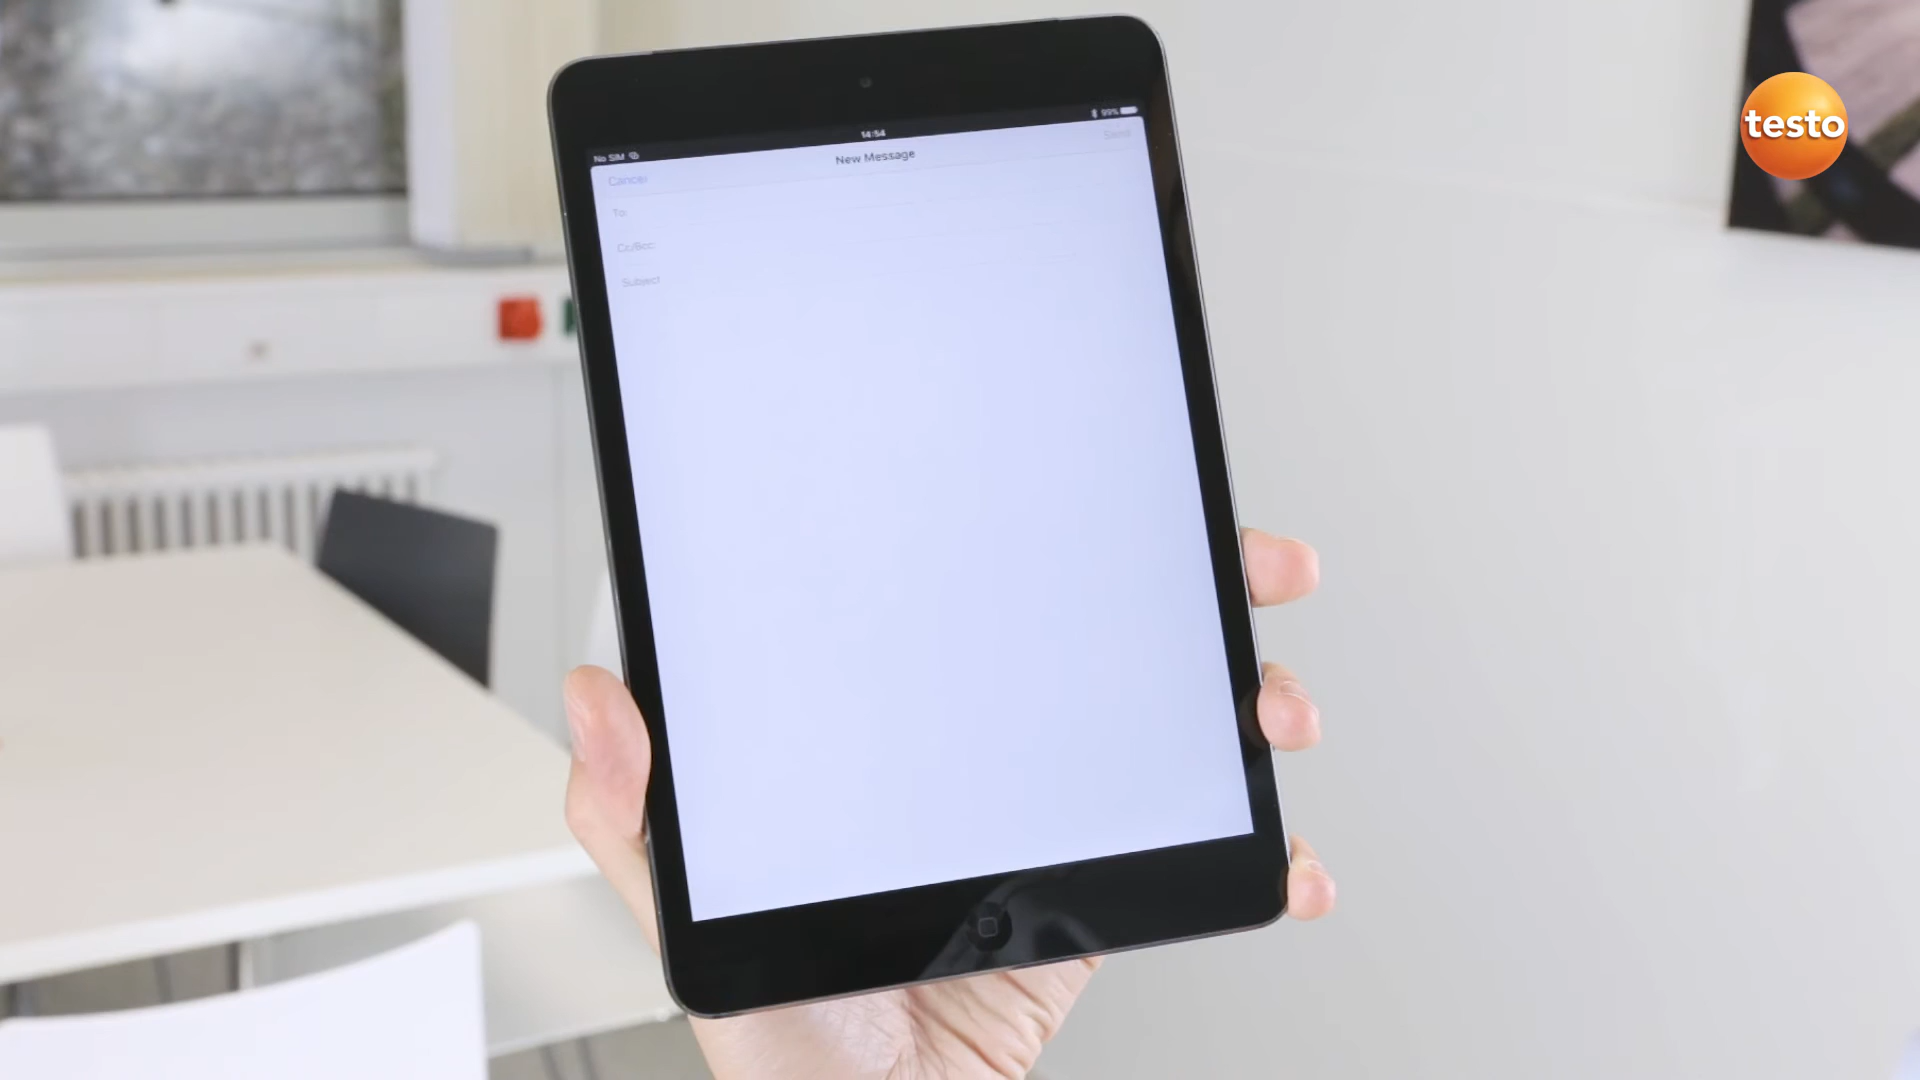 testo
No SIM
14:54
99%
Cancel
New Message
Send
To:
Cc/Bcc:
Subject: